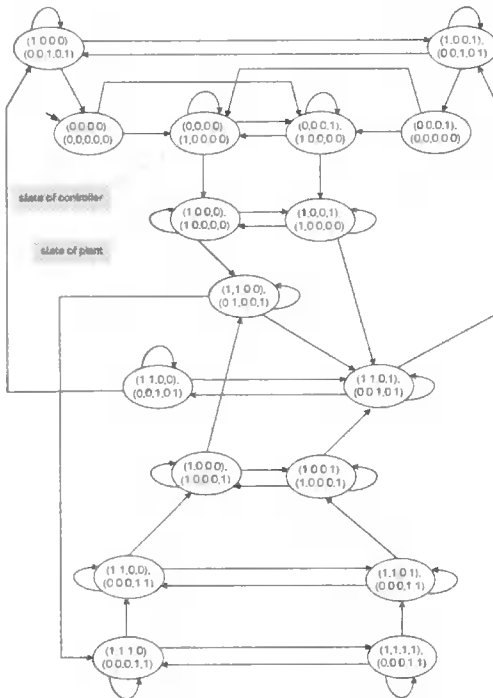 (1 0 0 0)
(0 0 1,0,1)
(1,0 0,1),
(0 0 1,0 1)
(0 0 0 0)
(0,0 0,0,0)
(0,0,0 0),
(1,0 0 0 0)
(0,0 0,1),
(1 0 0,0 0)
(0 0 0,1),
(0 0 0 0 0)
state of controller
(1 0 0 0),
(1 0 0,0,0)
(1,0 0,1)
(1,0 0 0 0)
state of plant
(1,1 0 0),
(0 1,0 0,1)
(1 1,0,0),
(0,0,1,0 1)
(1 1 0,1),
(0 0 1,0 1)
(1,0 0 0),
(1 0 0 0,1)
(1 0 0 1)
(1,0 0 0,1)
(1 1,0 0),
(0 0 0,1 1)
(1,1 0 1)
(0 0 0,1 1)
(1 1 1 0)
(0 0 0 1,1)
(1,1,1,1),
(0,0 0 1 1)